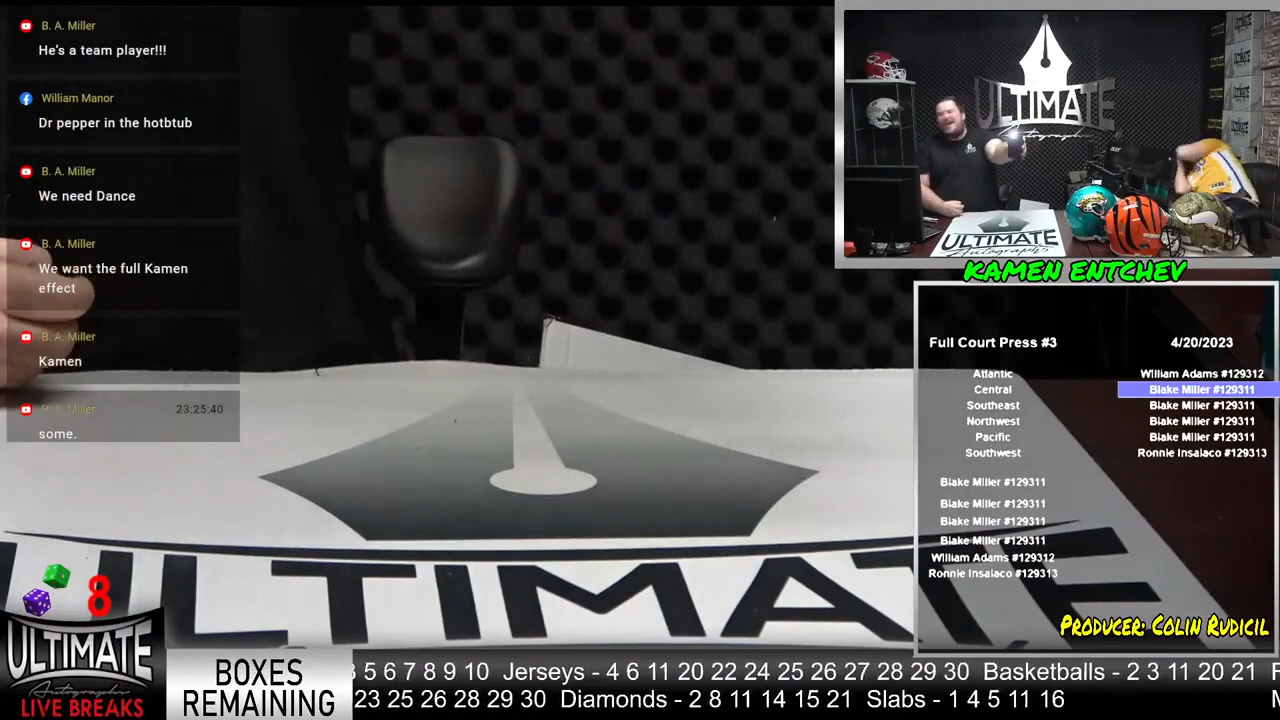 B. A. Miller
He's a team player!!!
William Manor
Dr pepper in the hotbtub
B. A. Miller
We need Dance
B. A. Miller
We want the full Kamen
effect
B. A. Miller
Kamen
B. A. Miller 23:25:40
some.
ULTIMATE
Autographs
ULTIMATE
Autographs
KAMEN ENTCHEV
Full Court Press #3 4/20/2023
Atlantic William Adams #129312
Central Blake Miller #129311
Southeast Blake Miller #129311
Northwest Blake Miller #129311
Pacific Blake Miller #129311
Southwest Ronnie Insalaco #129313
Blake Miller #129311
Blake Miller #129311
Blake Miller #129311
Blake Miller #129311
William Adams #129312
Ronnie Insalaco #129313
PRODUCER: COLIN RUDICIL
ULTIMATE
8
ULTIMATE
Autographs
LIVE BREAKS
BOXES
REMAINING
5 6 7 8 9 10 Jerseys - 4 6 11 20 22 24 25 26 27 28 29 30 Basketballs - 2 3 11 20 21
23 25 26 28 29 30 Diamonds - 2 8 11 14 15 21 Slabs - 1 4 5 11 16